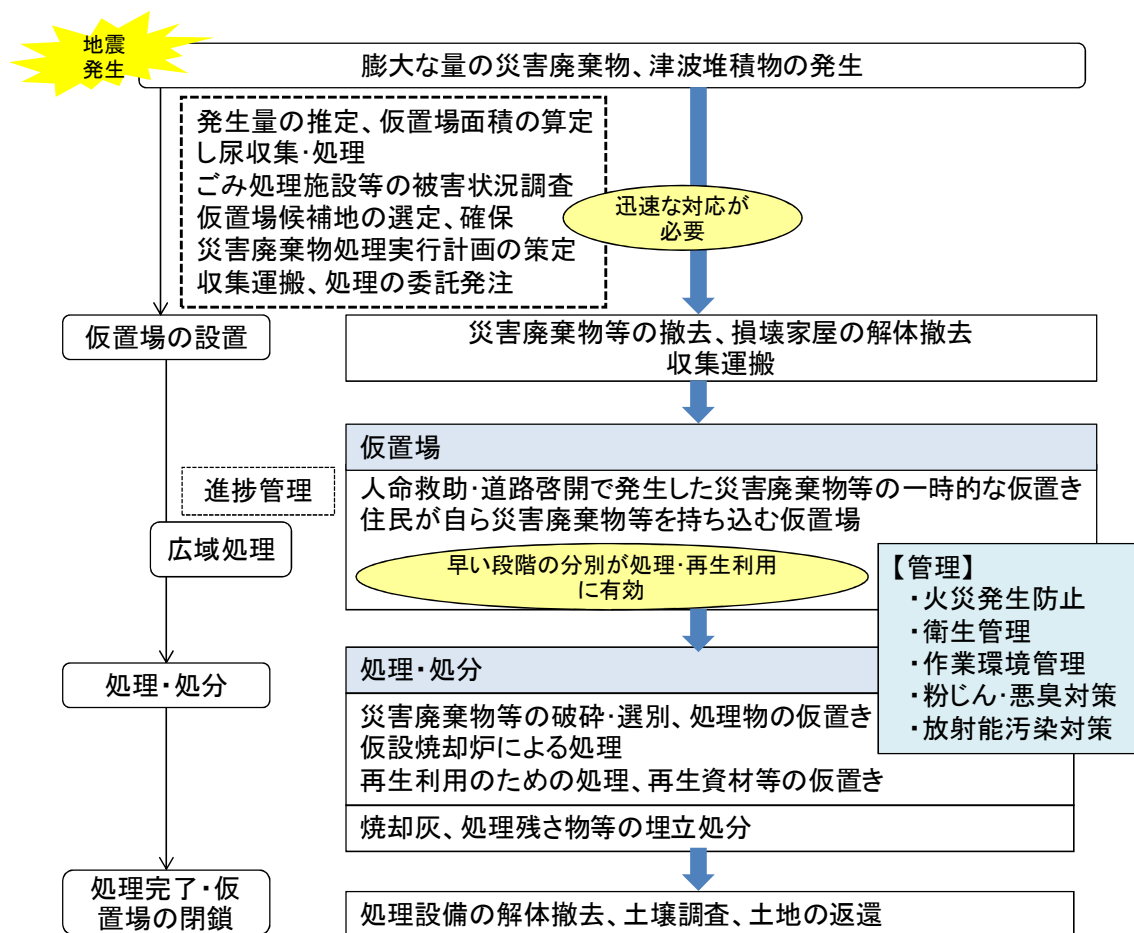 地震
発生
膨大な量の災害廃棄物、津波堆積物の発生
発生量の推定、仮置場面積の算定
し尿収集・処理
ごみ処理施設等の被害状況調査
仮置場候補地の選定、確保
災害廃棄物処理実行計画の策定
収集運搬、処理の委託発注
迅速な対応が
必要
仮置場の設置
災害廃棄物等の撤去、損壊家屋の解体撤去
収集運搬
仮置場
進捗管理
人命救助・道路啓開で発生した災害廃棄物等の一時的な仮置き
住民が自ら災害廃棄物等を持ち込む仮置場
広域処理
早い段階の分別が処理・再生利用
に有効
【管理】
・火災発生防止
・衛生管理
・作業環境管理
・粉じん・悪臭対策
・放射能汚染対策
処理・処分
処理・処分
災害廃棄物等の破砕・選別、処理物の仮置き
仮設焼却炉による処理
再生利用のための処理、再生資材等の仮置き
焼却灰、処理残さ物等の埋立処分
処理完了・仮
置場の閉鎖
処理設備の解体撤去、土壌調査、土地の返還